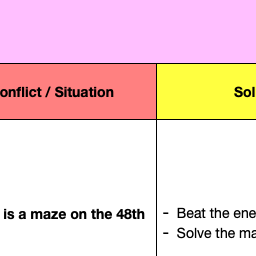 onflict / Situation
Sol
is a maze on the 48th
- Beat the ene
- Solve the ma